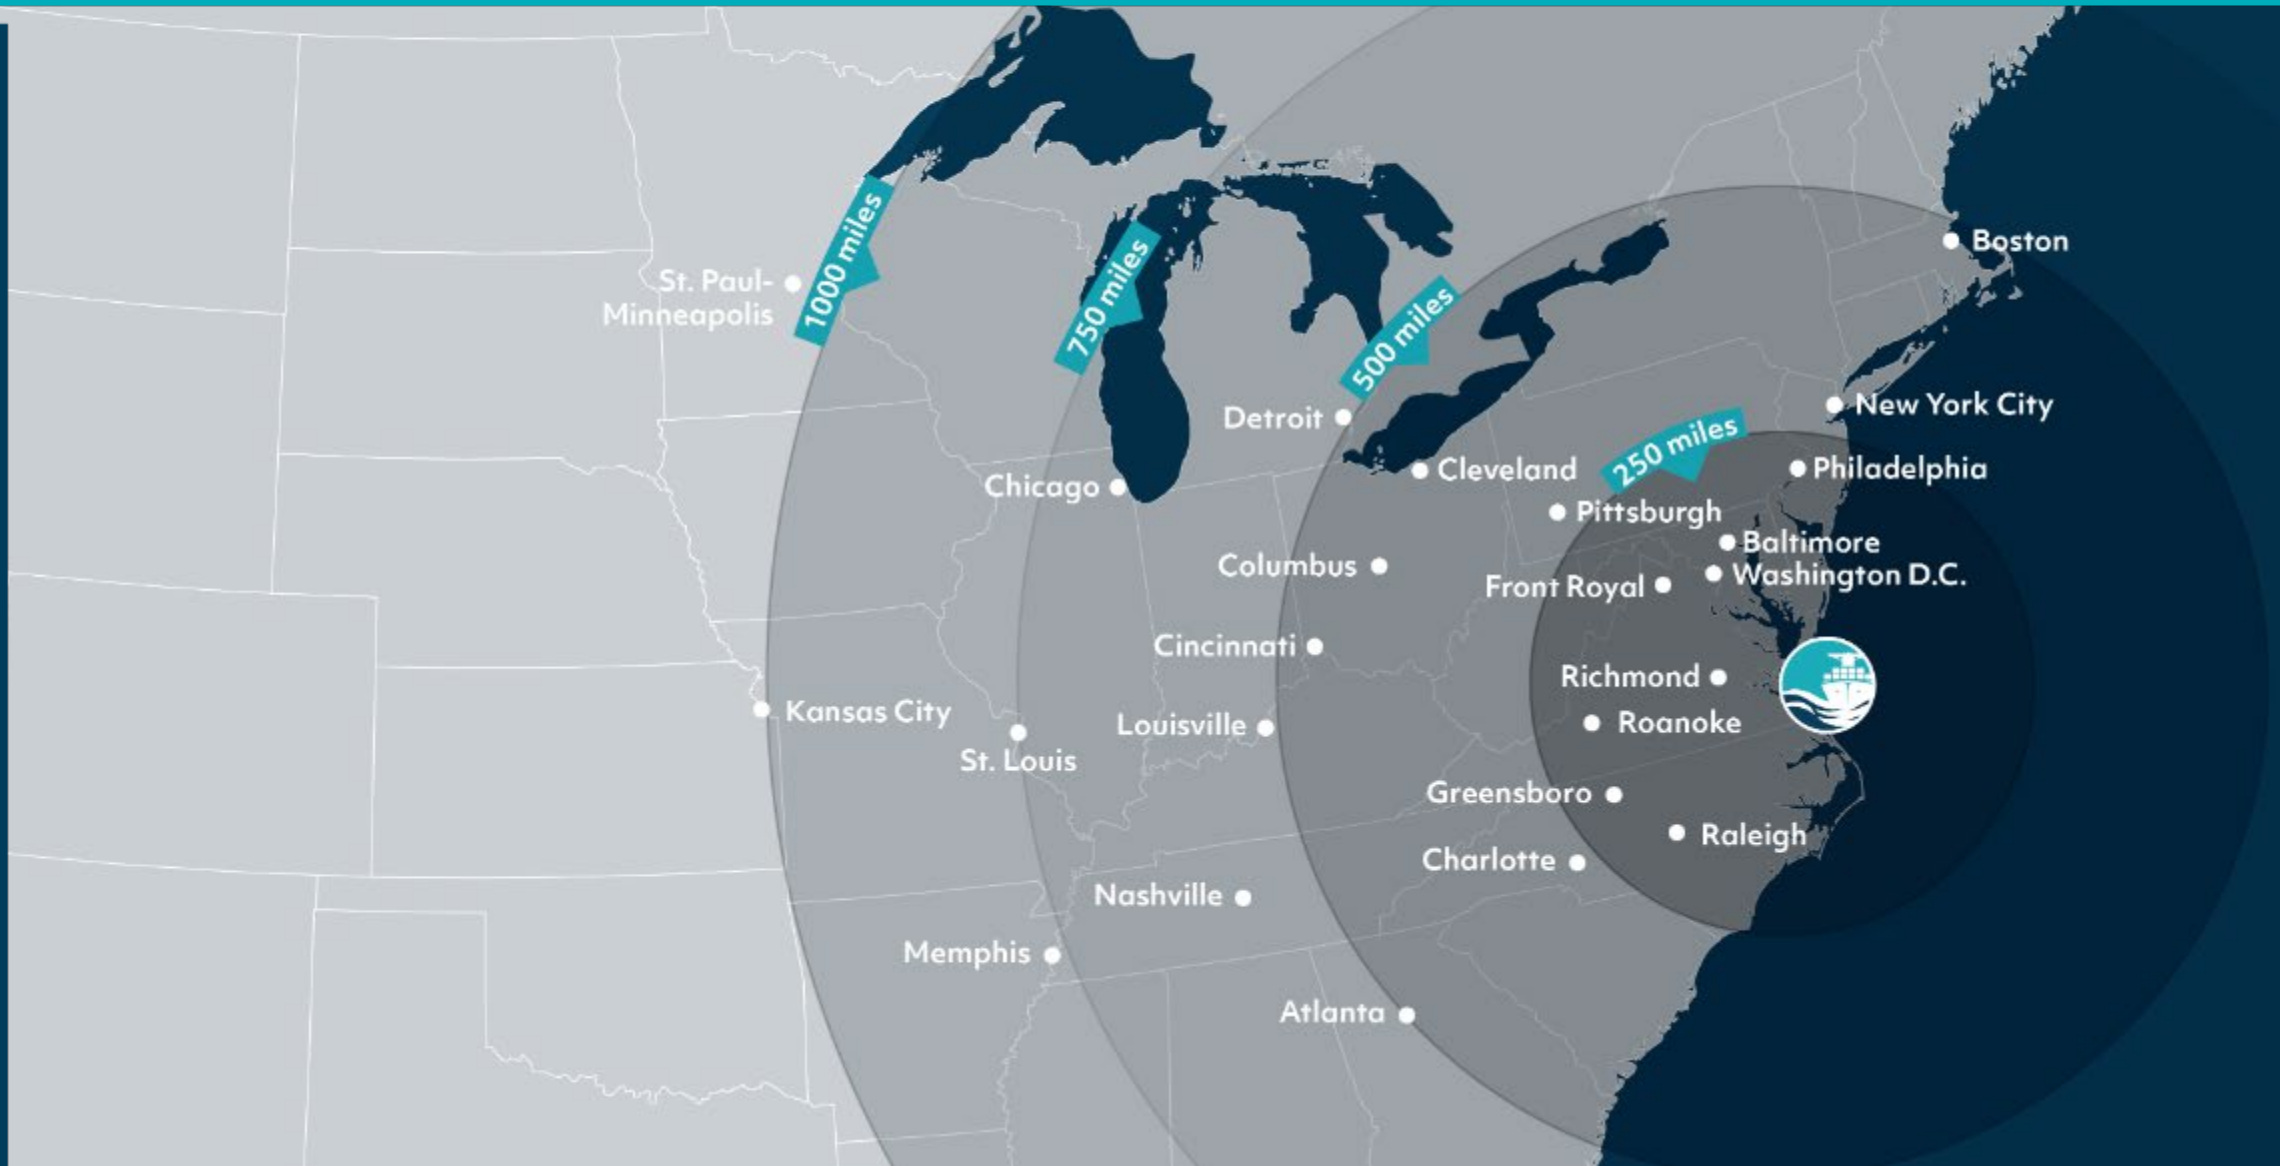 1000 miles
750 miles
500 miles
250 miles
Boston
St. Paul-
Minneapolis
New York City
Detroit
Cleveland
Philadelphia
Chicago
Pittsburgh
Baltimore
Columbus
Washington D.C.
Front Royal
Cincinnati
Richmond
Kansas City
Louisville
Roanoke
St. Louis
Greensboro
Raleigh
Charlotte
Nashville
Memphis
Atlanta